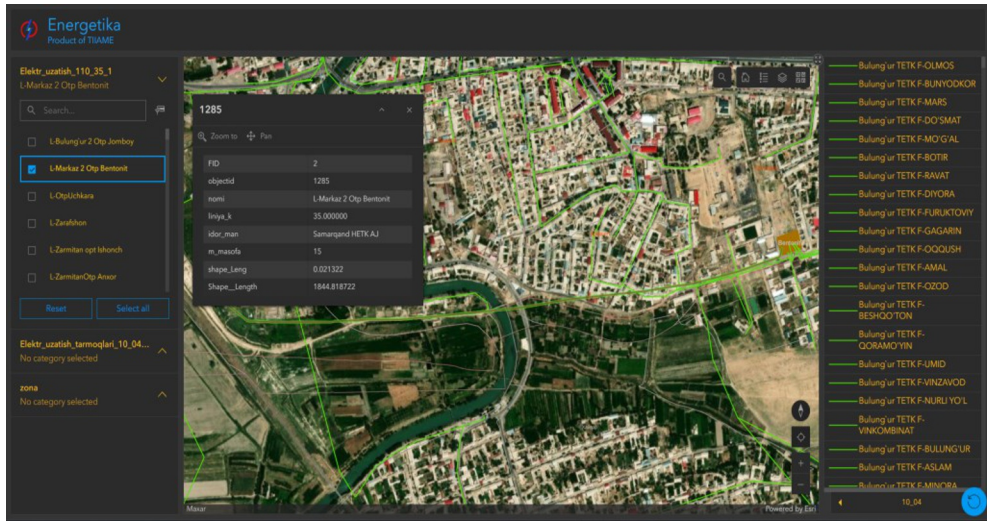 Energetika
Product of TIIAME
Elektr_uzatish_110_35_1
L-Markaz 2 Otp Bentonit
Search...
L-Bulung'ur 2 Otp Jomboy
L-Markaz 2 Otp Bentonit
L-OtpUchkara
L-Zarafshon
L-Zarmitan opt Ishonch
L-ZarmitanOtp Anxor
Reset
Select all
Elektr_uzatish_tarmoqlari_10_04...
No category selected
zona
No category selected
1285
Zoom to
Pan
FID 2
objectid 1285
nomi L-Markaz 2 Otp Bentonit
liniya_k 35.000000
idor_man Samarqand HETK AJ
m_masofa 15
shape_Leng 0.021322
Shape__Length 1844.818722
Maxar
Powered by Esri
Bulung'ur TETK F-OLMOS
Bulung'ur TETK F-BUNYODKOR
Bulung'ur TETK F-MARS
Bulung'ur TETK F-DO'SMAT
Bulung'ur TETK F-MO'G'AL
Bulung'ur TETK F-BOTIR
Bulung'ur TETK F-RAVAT
Bulung'ur TETK F-DIYORA
Bulung'ur TETK F-FURUKTOVIY
Bulung'ur TETK F-GAGARIN
Bulung'ur TETK F-OQQUSH
Bulung'ur TETK F-AMAL
Bulung'ur TETK F-OZOD
Bulung'ur TETK F-
BESHQO'TON
Bulung'ur TETK F-
QORAMO'YIN
Bulung'ur TETK F-UMID
Bulung'ur TETK F-VINZAVOD
Bulung'ur TETK F-NURLI YO'L
Bulung'ur TETK F-
VINKOMBINAT
Bulung'ur TETK F-BULUNG'UR
Bulung'ur TETK F-ASLAM
Bulung'ur TETK F-MINORA
10_04